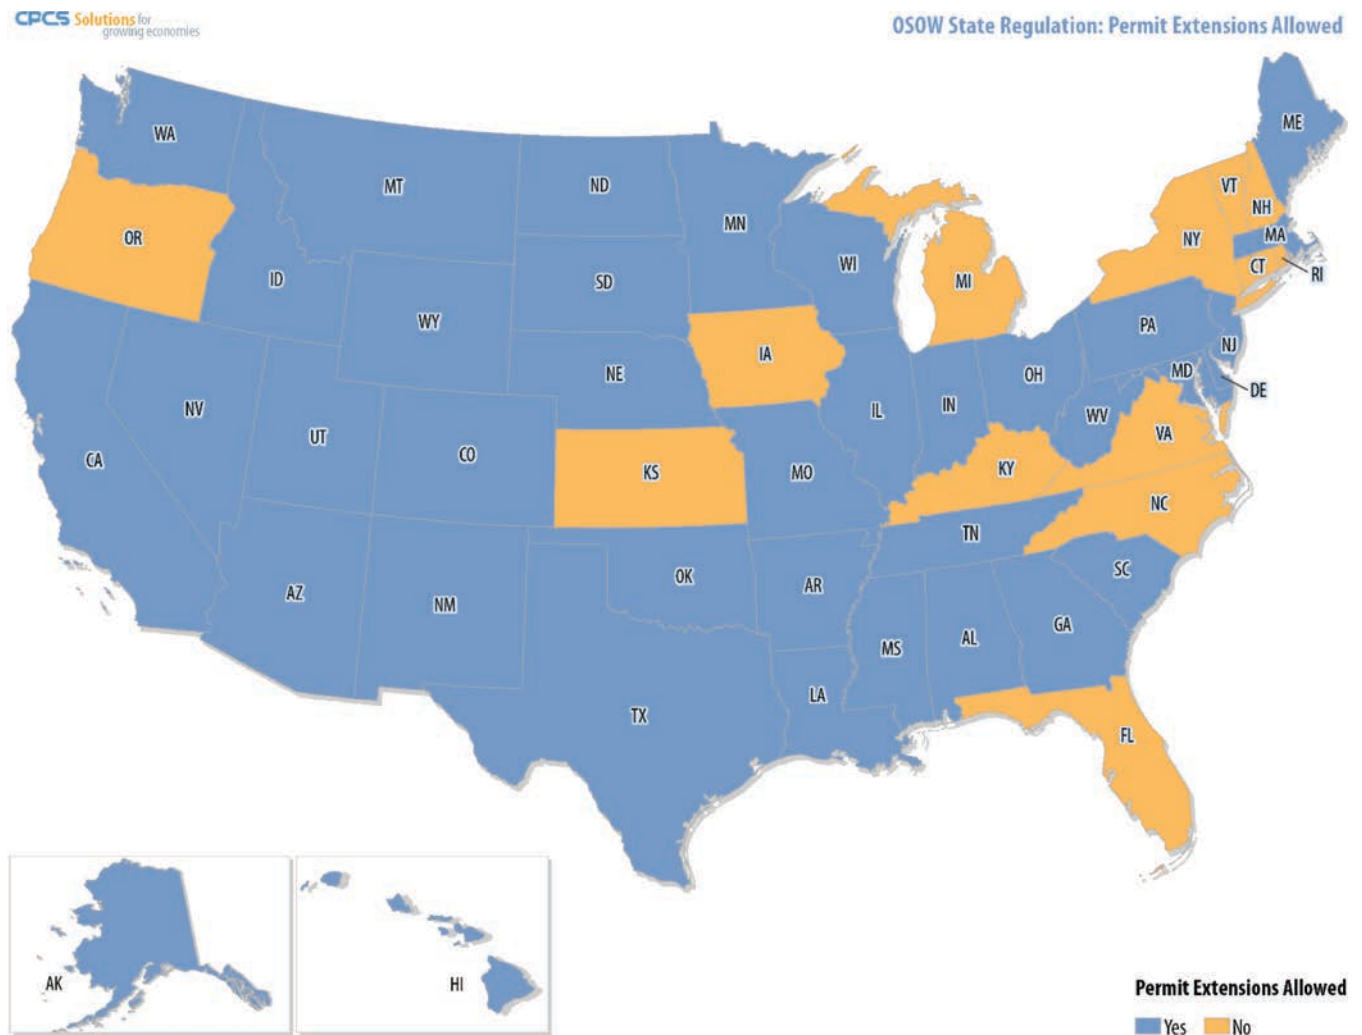 CPCS Solutions for
growing economies
OSOW State Regulation: Permit Extensions Allowed
WA
MT
ND
MN
ME
OR
ID
WY
SD
WI
MI
NY
VT
NH
MA
CT
RI
NV
UT
CO
NE
IA
IL
IN
OH
PA
NJ
MD
DE
WV
VA
CA
KS
MO
KY
NC
TN
SC
AZ
NM
OK
AR
MS
AL
GA
TX
LA
FL
AK
HI
Permit Extensions Allowed
Yes No